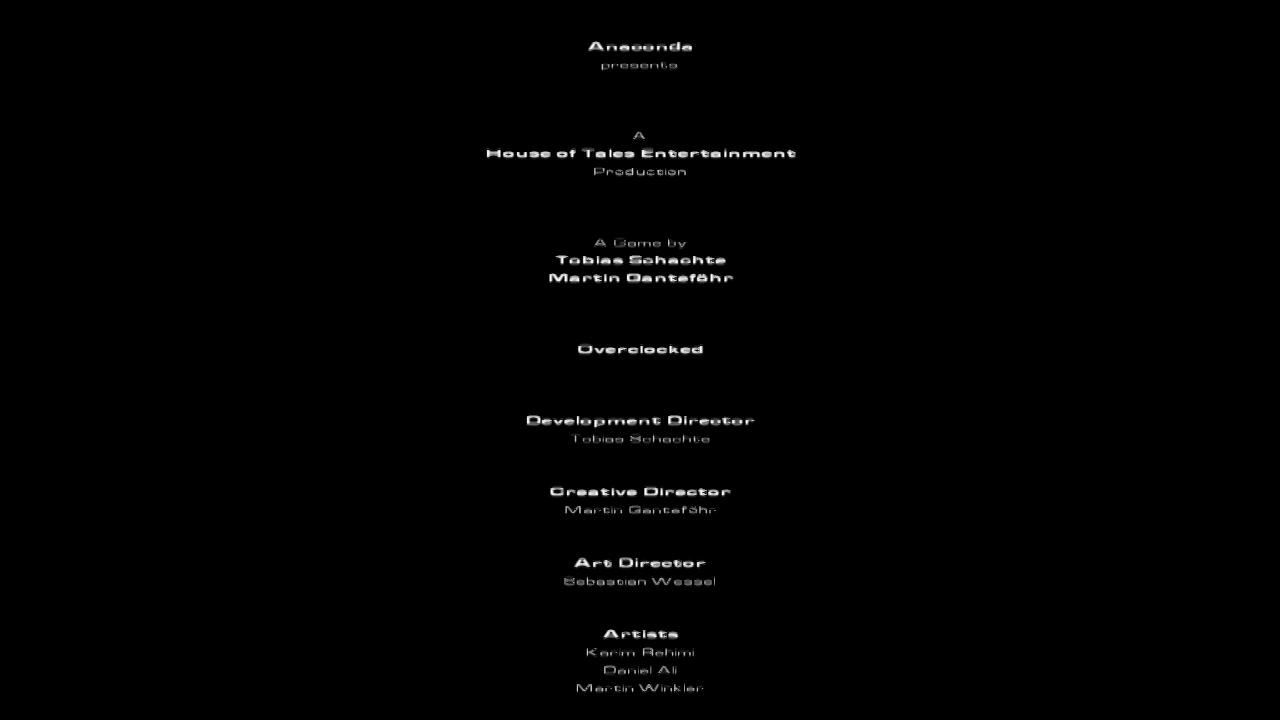 Anaconda
presents
A
House of Tales Entertainment
Production
A Game by
Tobias Schachte
Martin Ganteföhr
Overclocked
Development Director
Tobias Schachte
Creative Director
Martin Ganteföhr
Art Director
Sebastian Wessel
Artists
Karim Rahimi
Daniel Ali
Martin Winkler